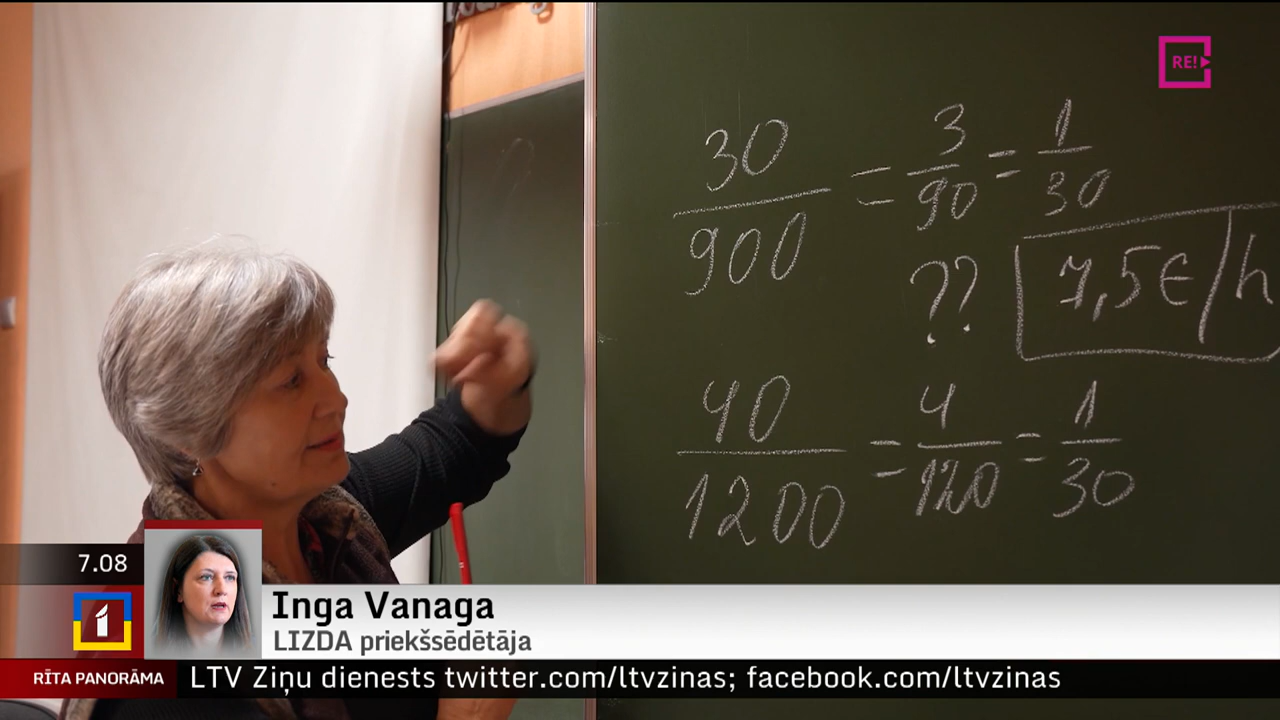 RE!
30/900 = 3/90 = 1/30
?? 7,5€/h
40/1200 = 4/120 = 1/30
7.08
1
Inga Vanaga
LIZDA priekšsēdētāja
RĪTA PANORĀMA
LTV Ziņu dienests twitter.com/ltvzinas; facebook.com/ltvzinas